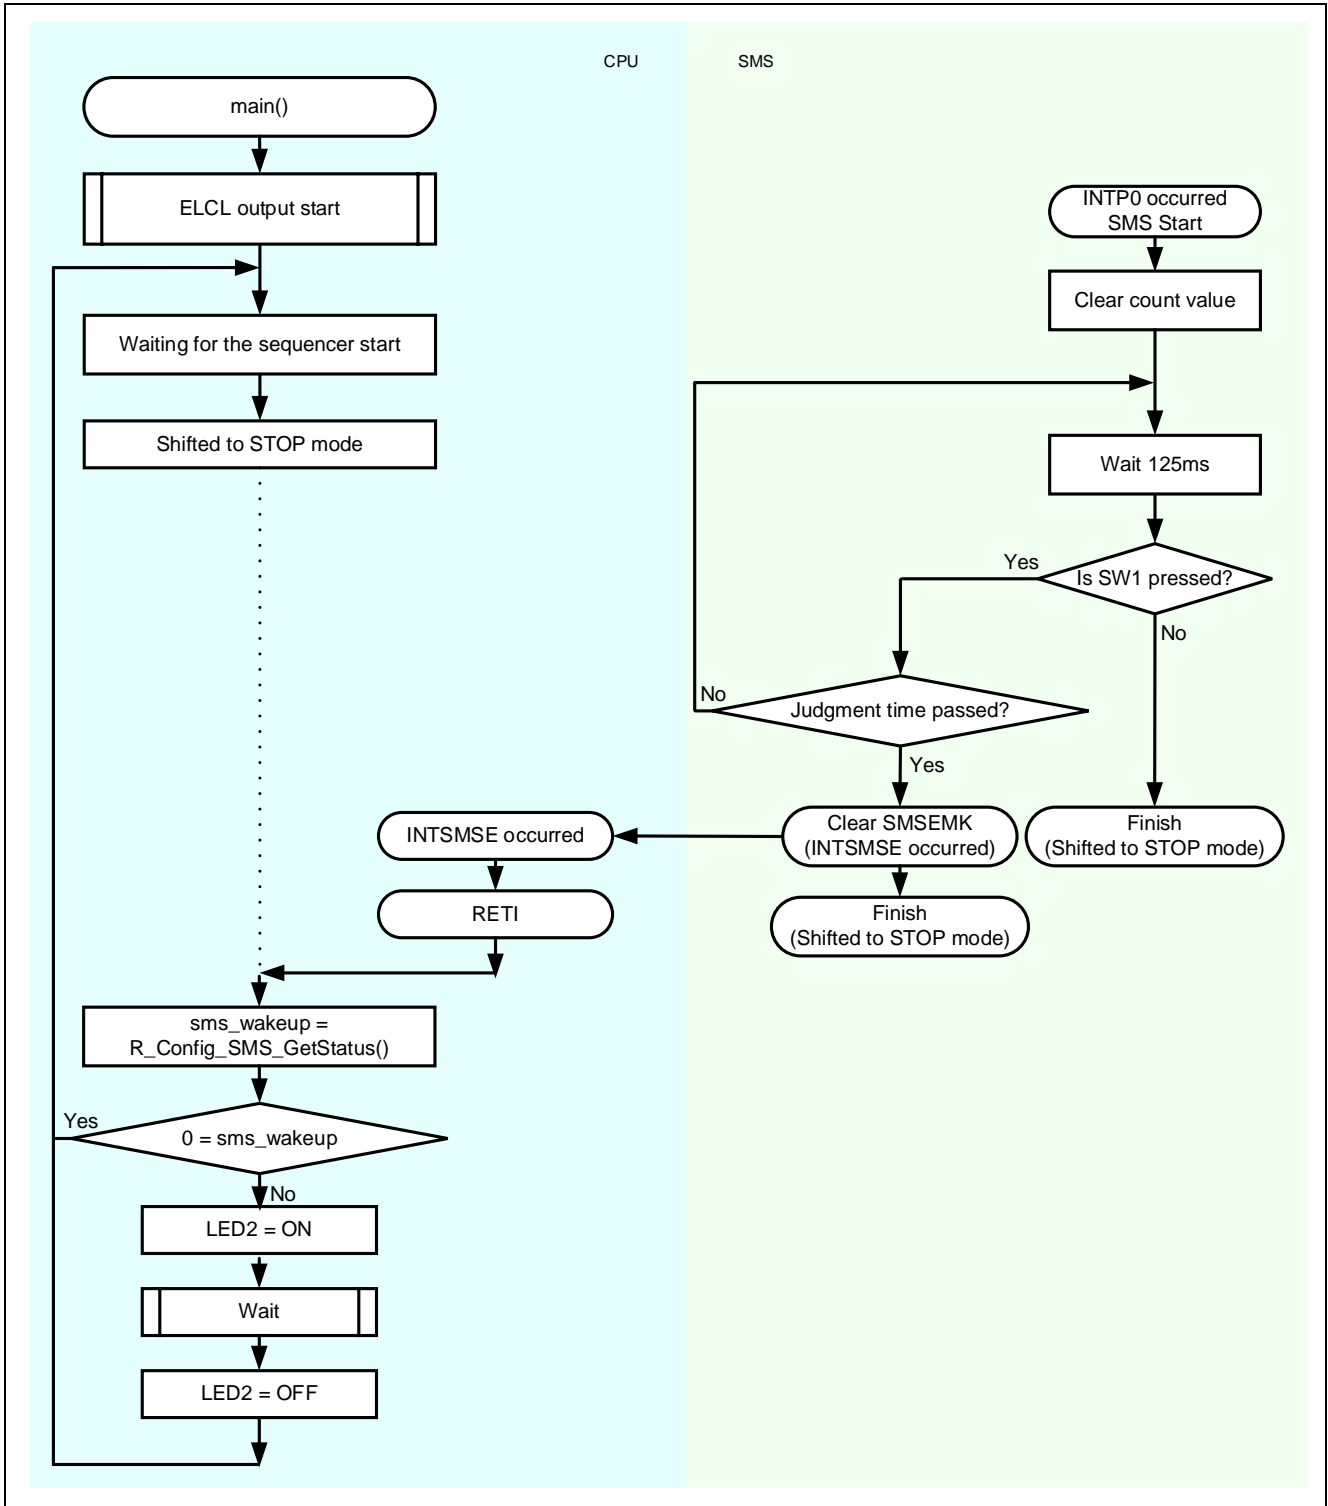 CPU
SMS
main()
ELCL output start
Waiting for the sequencer start
Shifted to STOP mode
INTP0 occurred
SMS Start
Clear count value
Wait 125ms
Is SW1 pressed?
Yes
No
Judgment time passed?
No
Yes
Clear SMSEMK
(INTSMSE occurred)
Finish
(Shifted to STOP mode)
Finish
(Shifted to STOP mode)
INTSMSE occurred
RETI
sms_wakeup =
R_Config_SMS_GetStatus()
0 = sms_wakeup
Yes
No
LED2 = ON
Wait
LED2 = OFF